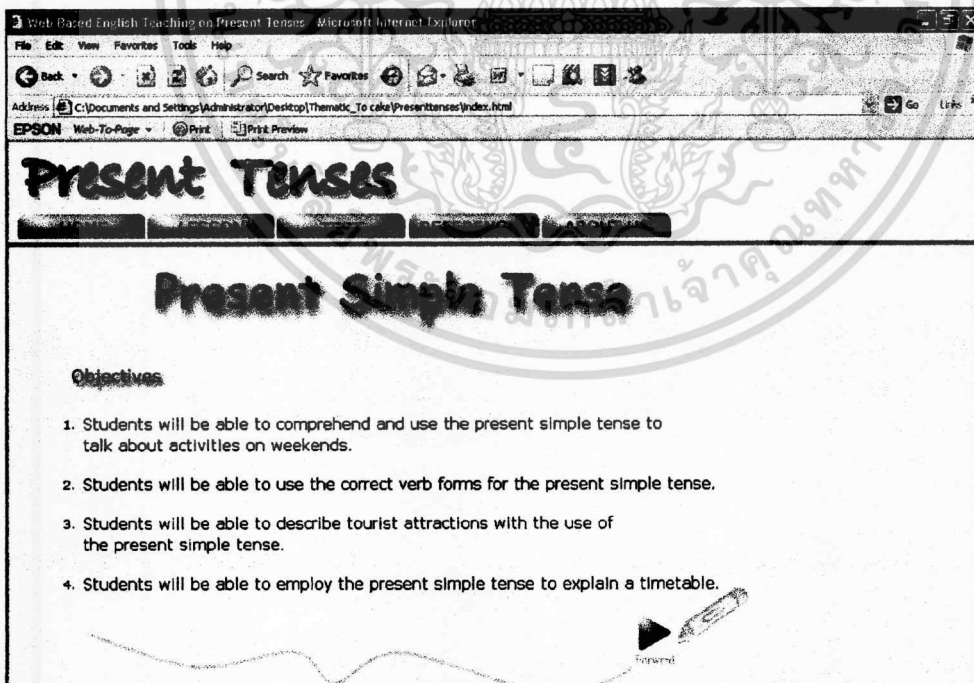 Web Based English Teaching on Present Tenses - Microsoft Internet Explorer
File Edit View Favorites Tools Help
Back Search Favorites
Address C:\Documents and Settings\Administrator\Desktop\Thematic_To cake\Presenttenses\Index.html Go Links
EPSON Web-To-Page Print Print Preview
Present Tenses
HOME LESSON
Present Simple Tense
Objectives
1. Students will be able to comprehend and use the present simple tense to
talk about activities on weekends.
2. Students will be able to use the correct verb forms for the present simple tense.
3. Students will be able to describe tourist attractions with the use of
the present simple tense.
4. Students will be able to employ the present simple tense to explain a timetable.
Forward